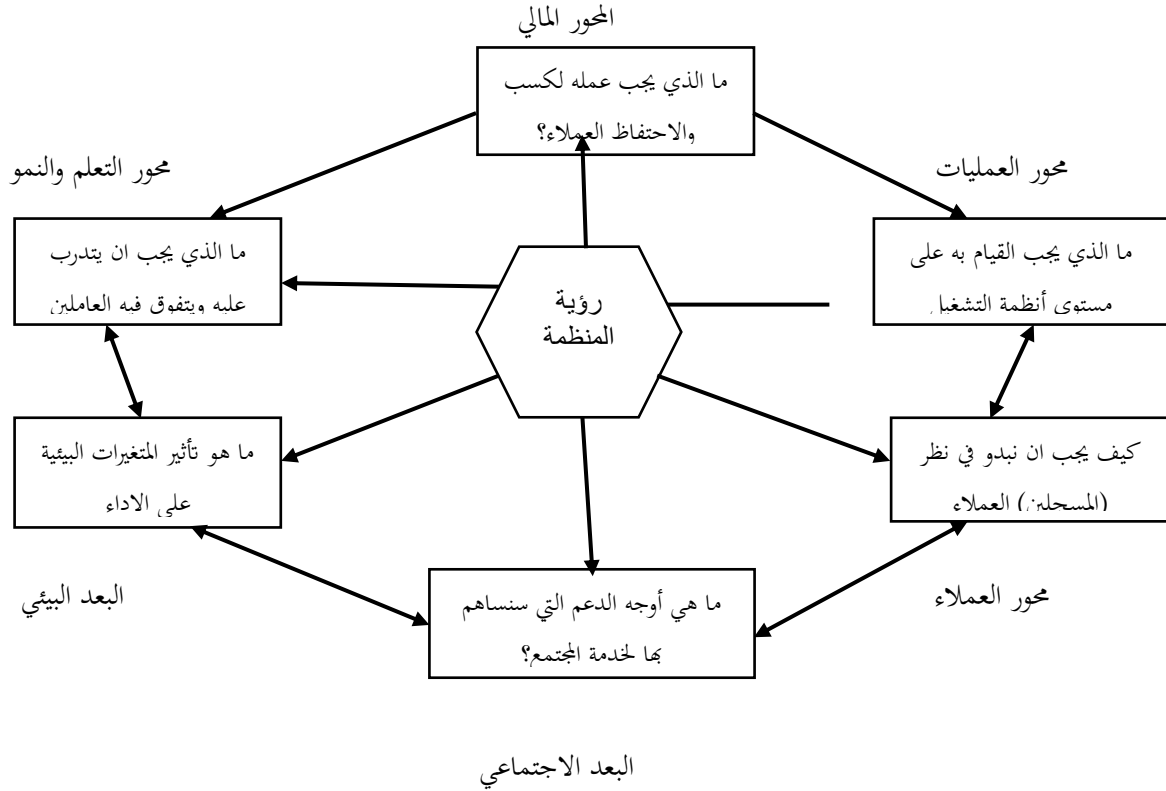 المحور المالي
ما الذي يجب عمله لكسب
والاحتفاظ العملاء؟
محور العمليات
محور التعلم والنمو
ما الذي يجب القيام به على
مستوى أنظمة التشغيل
ما الذي يجب ان يتدرب
عليه ويتفوق فيه العاملين
رؤية
المنظمة
كيف يجب ان نبدو في نظر
(المسجلين) العملاء
ما هو تأثير المتغيرات البيئية
على الاداء
ما هي أوجه الدعم التي سنساهم
بها لخدمة المجتمع؟
محور العملاء
البعد البيئي
البعد الاجتماعي